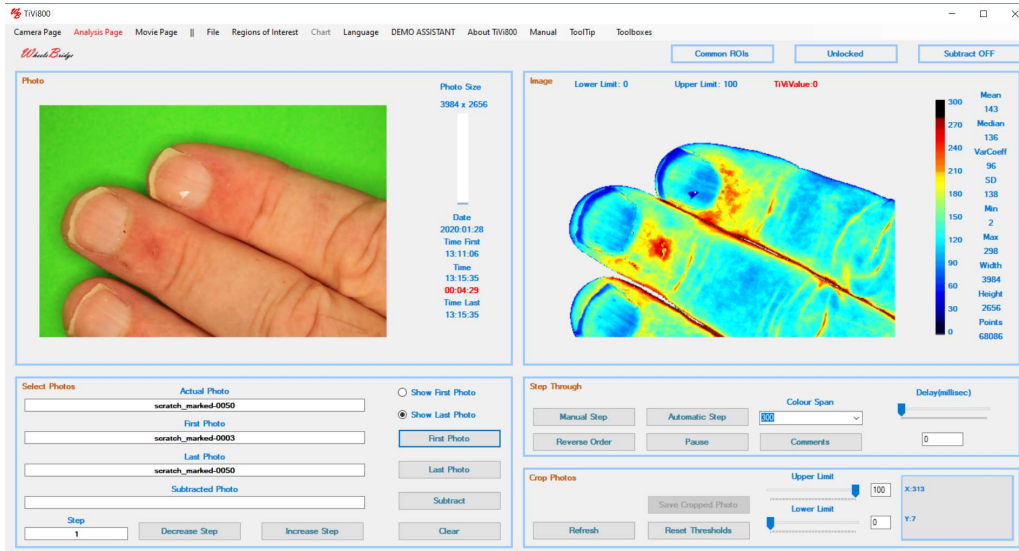 TiVi800
Camera Page Analysis Page Movie Page || File Regions of Interest Chart Language DEMO ASSISTANT About TiVi800 Manual ToolTip Toolboxes
WheelsBridge
Common ROIs Unlocked Subtract OFF
Photo
Photo Size
3984 x 2656
Date
2020:01:28
Time First
13:11:06
Time
13:15:35
00:04:29
Time Last
13:15:35
Image Lower Limit: 0 Upper Limit: 100 TiViValue:0
300
270
240
210
180
150
120
90
60
30
0
Mean
143
Median
136
VarCoeff
96
SD
138
Min
2
Max
298
Width
3984
Height
2656
Points
68086
Select Photos
Actual Photo
scratch_marked-0050
First Photo
scratch_marked-0003
Last Photo
scratch_marked-0050
Subtracted Photo
Step
1
Decrease Step Increase Step
Show First Photo
Show Last Photo
First Photo
Last Photo
Subtract
Clear
Step Through
Manual Step Automatic Step
Colour Span
300
Delay(millisec)
0
Reverse Order Pause Comments
Crop Photos
Save Cropped Photo
Refresh Reset Thresholds
Upper Limit
100
Lower Limit
0
X:313
Y:7